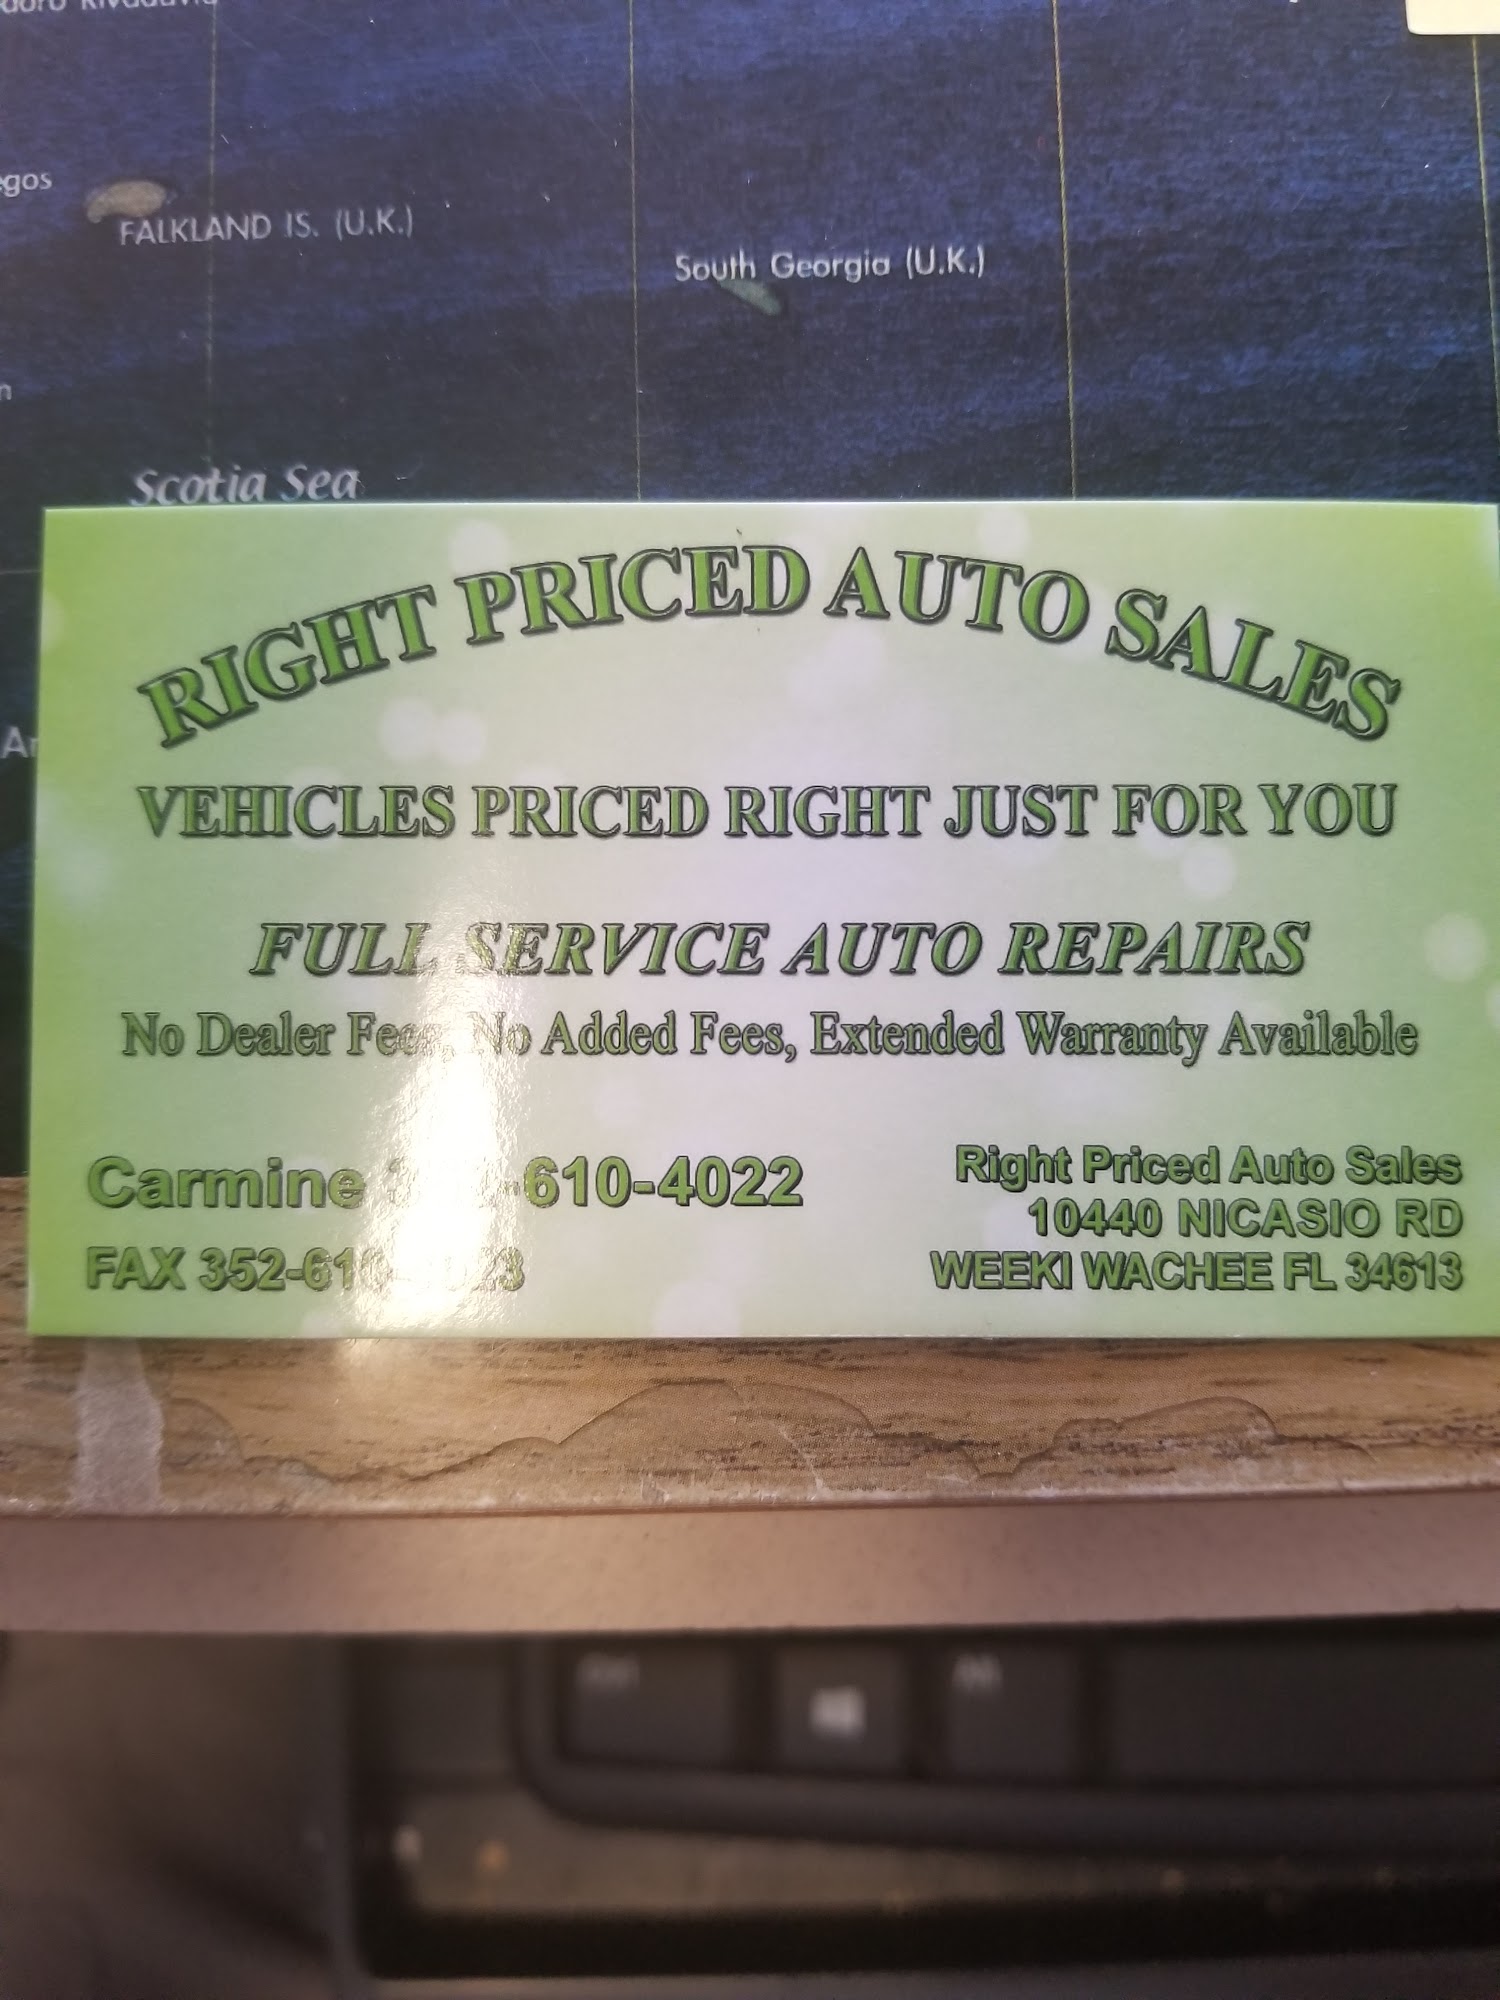 FALKLAND IS. (U.K.)
South Georgia (U.K.)
Scotia Sea
RIGHT PRICED AUTO SALES
VEHICLES PRICED RIGHT JUST FOR YOU
FULL SERVICE AUTO REPAIRS
No Dealer Fees, No Added Fees, Extended Warranty Available
Carmine -610-4022
FAX 352-61
Right Priced Auto Sales
10440 NICASIO RD
WEEKI WACHEE FL 34613